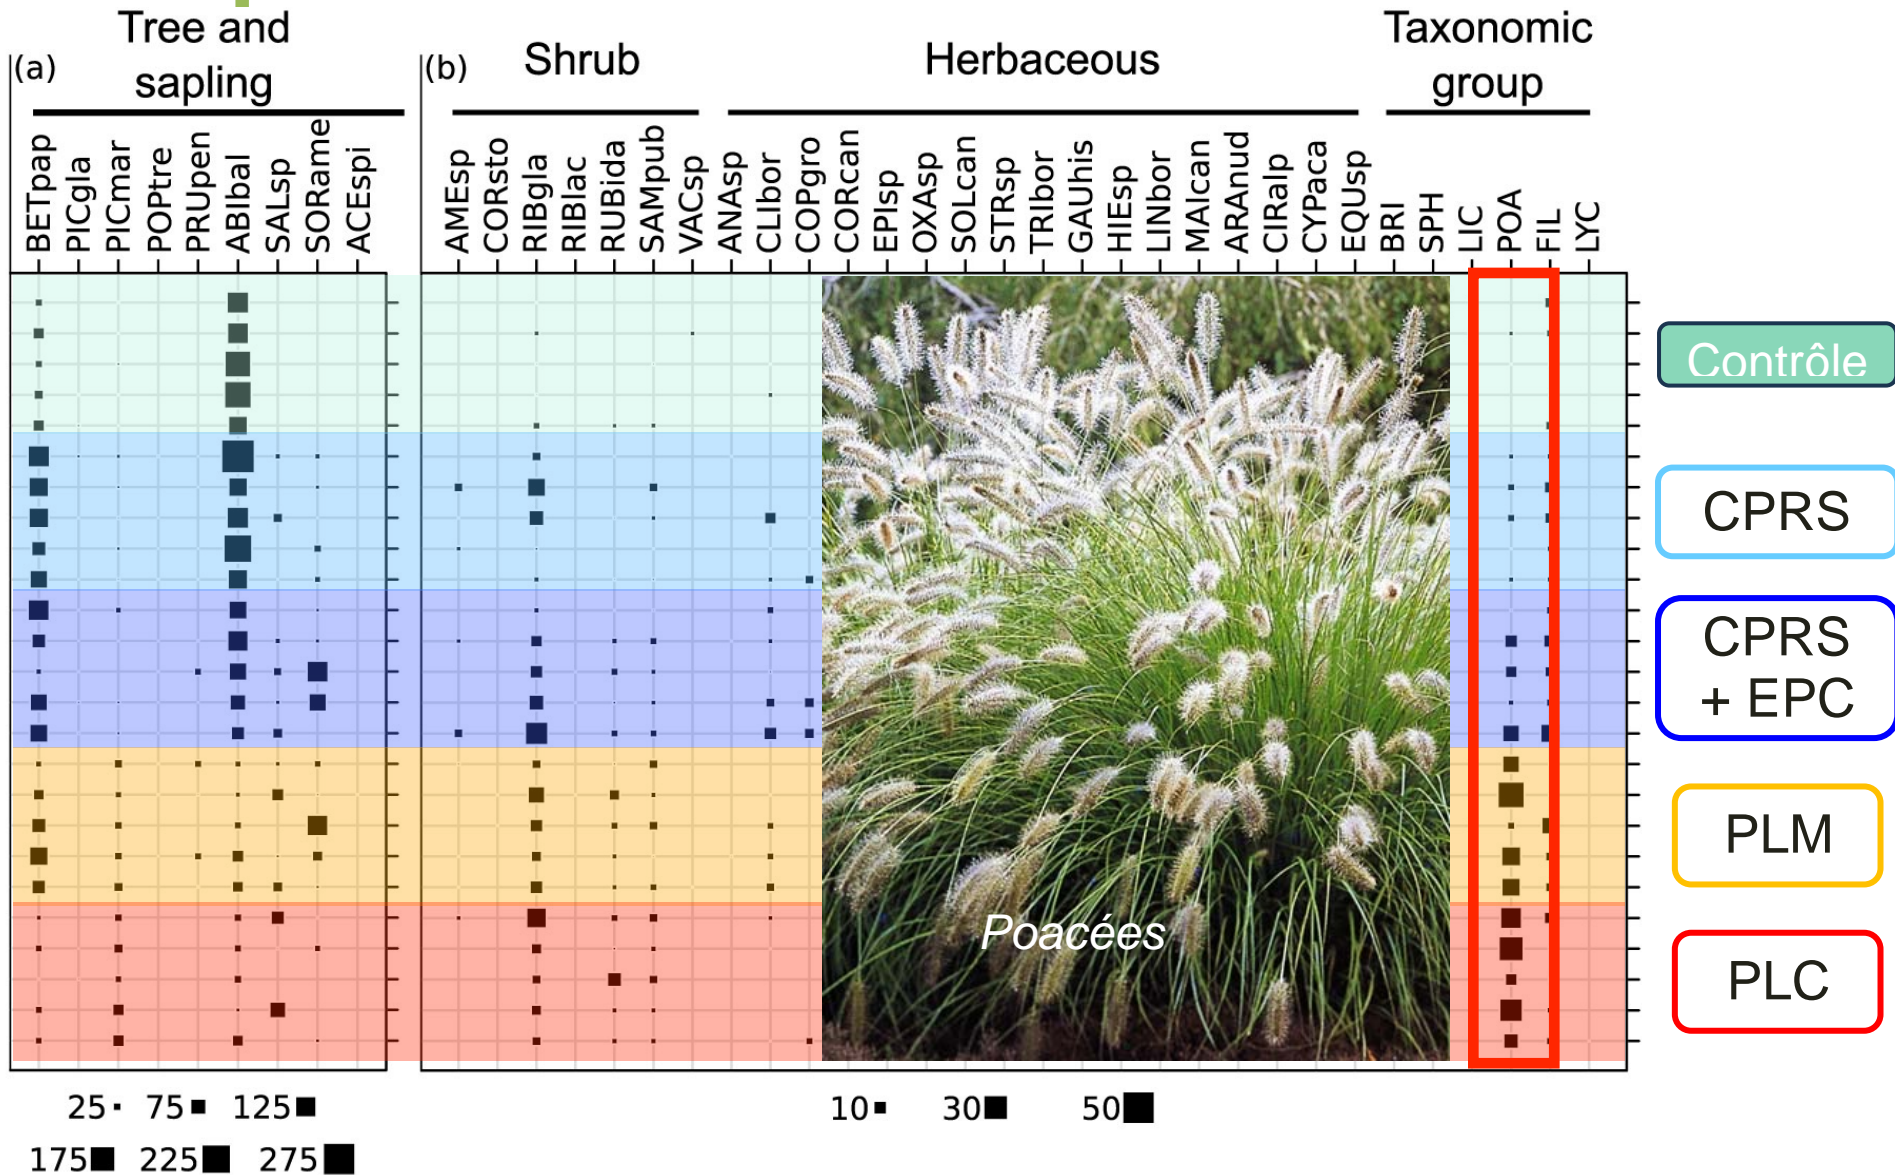 Tree and
sapling
Shrub
Herbaceous
Taxonomic
group
(a)
(b)
BETpap
PICgla
PICmar
POPtre
PRUpen
ABIbal
SALsp
SORame
ACEspi
AMEsp
CORsto
RIBgla
RIBlac
RUBida
SAMpub
VACsp
ANAsp
CLIbor
COPgro
CORcan
EPIsp
OXAsp
SOLcan
STRsp
TRIbor
GAUhis
HIEsp
LINbor
MAIcan
ARAnud
CIRalp
CYPaca
EQUsp
BRI
SPH
LIC
POA
FIL
LYC
Contrôle
CPRS
CPRS
+ EPC
PLM
PLC
Poacées
25 75 125
175 225 275
10 30 50